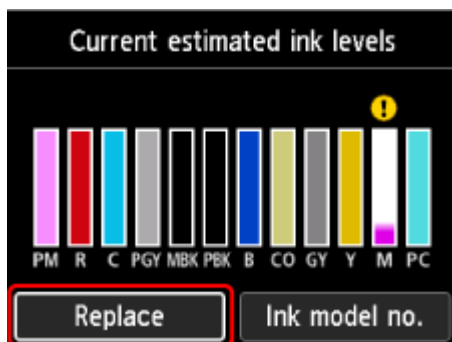 Current estimated ink levels
!
PM R C PGY MBK PBK B CO GY Y M PC
Replace Ink model no.